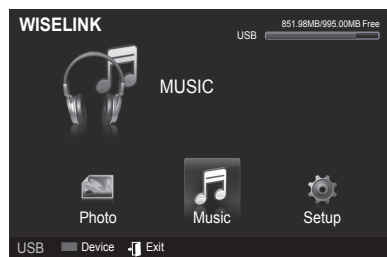 WISELINK
851.98MB/995.00MB Free
USB
MUSIC
Photo Music Setup
USB Device Exit